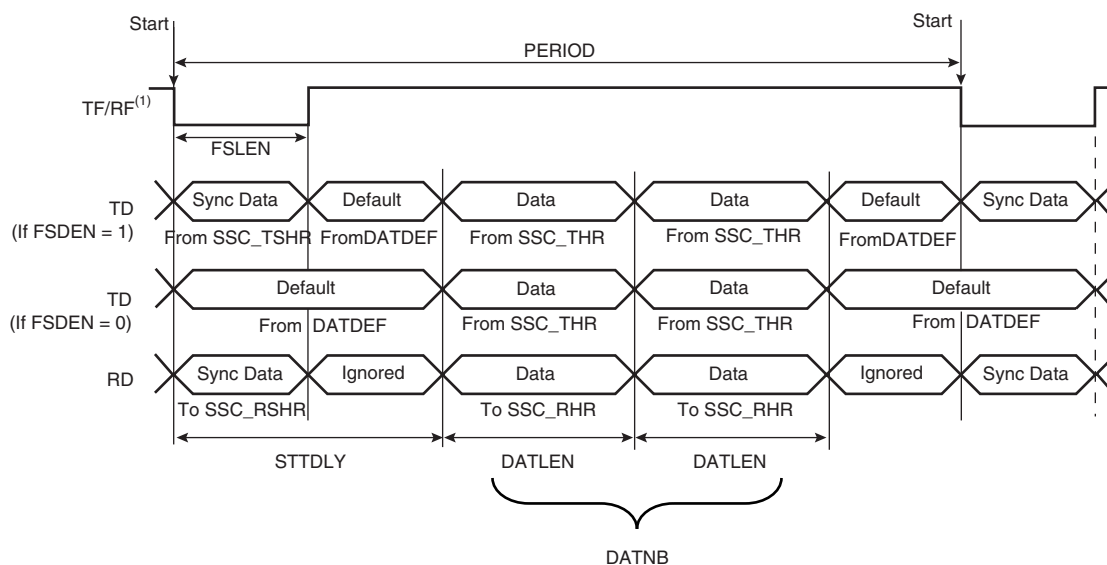 Start
Start
PERIOD
TF/RF(1)
FSLEN
TD
(If FSDEN = 1)
Sync Data
Default
Data
Data
Default
Sync Data
From SSC_TSHR
FromDATDEF
From SSC_THR
From SSC_THR
FromDATDEF
TD
(If FSDEN = 0)
Default
Data
Data
Default
From DATDEF
From SSC_THR
From SSC_THR
From DATDEF
RD
Sync Data
Ignored
Data
Data
Ignored
Sync Data
To SSC_RSHR
To SSC_RHR
To SSC_RHR
STTDLY
DATLEN
DATLEN
DATNB